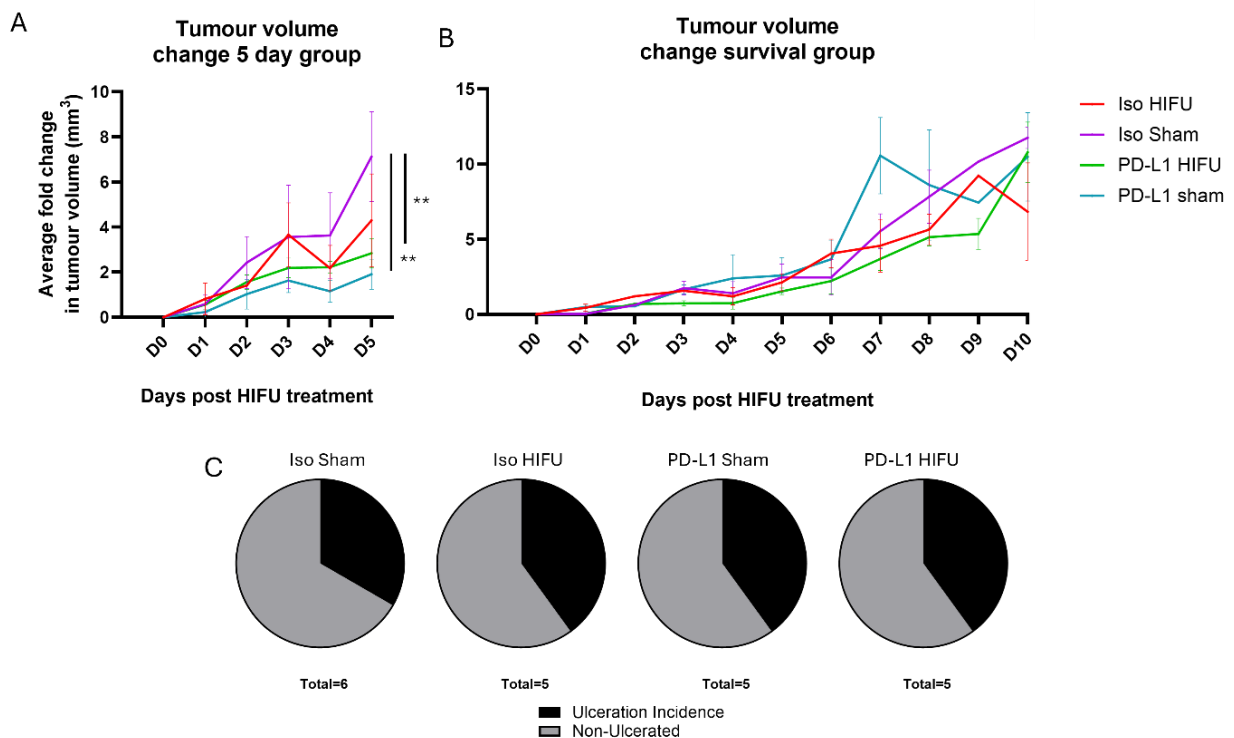 A
Tumour volume
change 5 day group
Average fold change
in tumour volume (mm³)
10
8
6
4
2
0
**
**
D0 D1 D2 D3 D4 D5
Days post HIFU treatment
B
Tumour volume
change survival group
15
10
5
0
D0 D1 D2 D3 D4 D5 D6 D7 D8 D9 D10
Days post HIFU treatment
Iso HIFU
Iso Sham
PD-L1 HIFU
PD-L1 sham
C
Iso Sham
Iso HIFU
PD-L1 Sham
PD-L1 HIFU
Total=6
Total=5
Total=5
Total=5
Ulceration Incidence
Non-Ulcerated